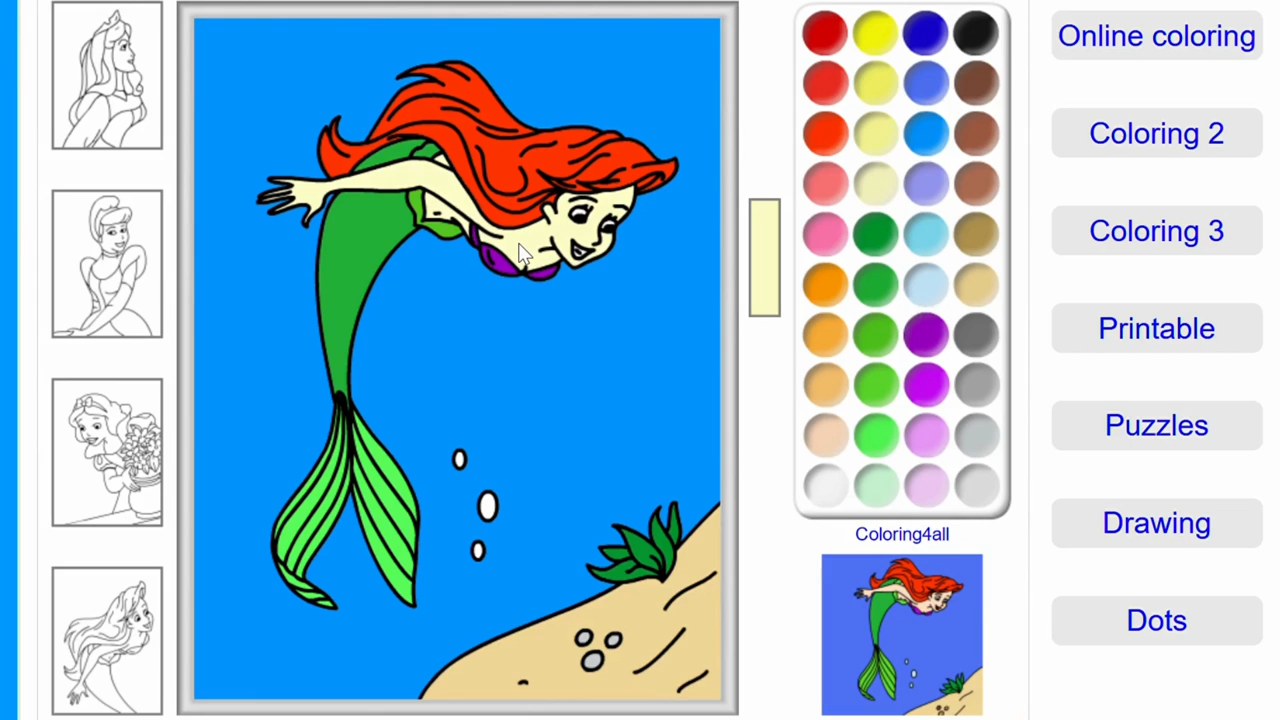 Online coloring
Coloring 2
Coloring 3
Printable
Puzzles
Drawing
Dots
Coloring4all